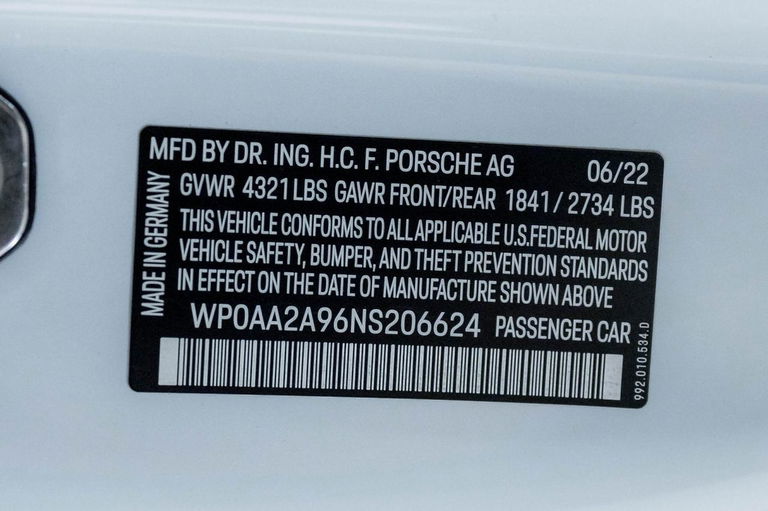 MFD BY DR. ING. H.C. F. PORSCHE AG 06/22
GVWR 4321 LBS GAWR FRONT/REAR 1841 / 2734 LBS
THIS VEHICLE CONFORMS TO ALL APPLICABLE U.S.FEDERAL MOTOR
VEHICLE SAFETY, BUMPER, AND THEFT PREVENTION STANDARDS
IN EFFECT ON THE DATE OF MANUFACTURE SHOWN ABOVE
WP0AA2A96NS206624 PASSENGER CAR
MADE IN GERMANY
992.010.534.D